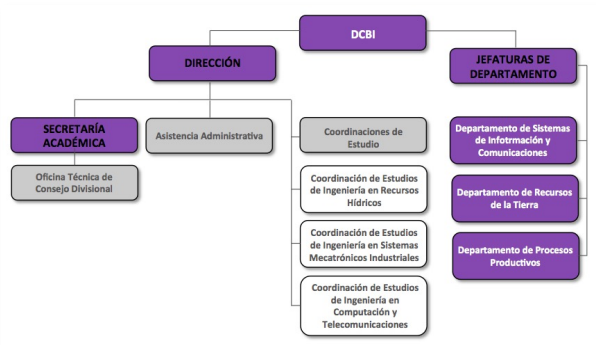 DCBI
DIRECCIÓN
JEFATURAS DE
DEPARTAMENTO
SECRETARÍA
ACADÉMICA
Asistencia Administrativa
Coordinaciones de
Estudio
Departamento de Sistemas
de Infotrmación y
Comunicaciones
Oficina Técnica de
Consejo Divisional
Coordinación de Estudios
de Ingeniería en Recursos
Hídricos
Departamento de Recursos
de la Tierra
Coordinación de Estudios
de Ingeniería en Sistemas
Mecatrónicos Industriales
Departamento de Procesos
Productivos
Coordinación de Estudios
de Ingeniería en
Computación y
Telecomunicaciones